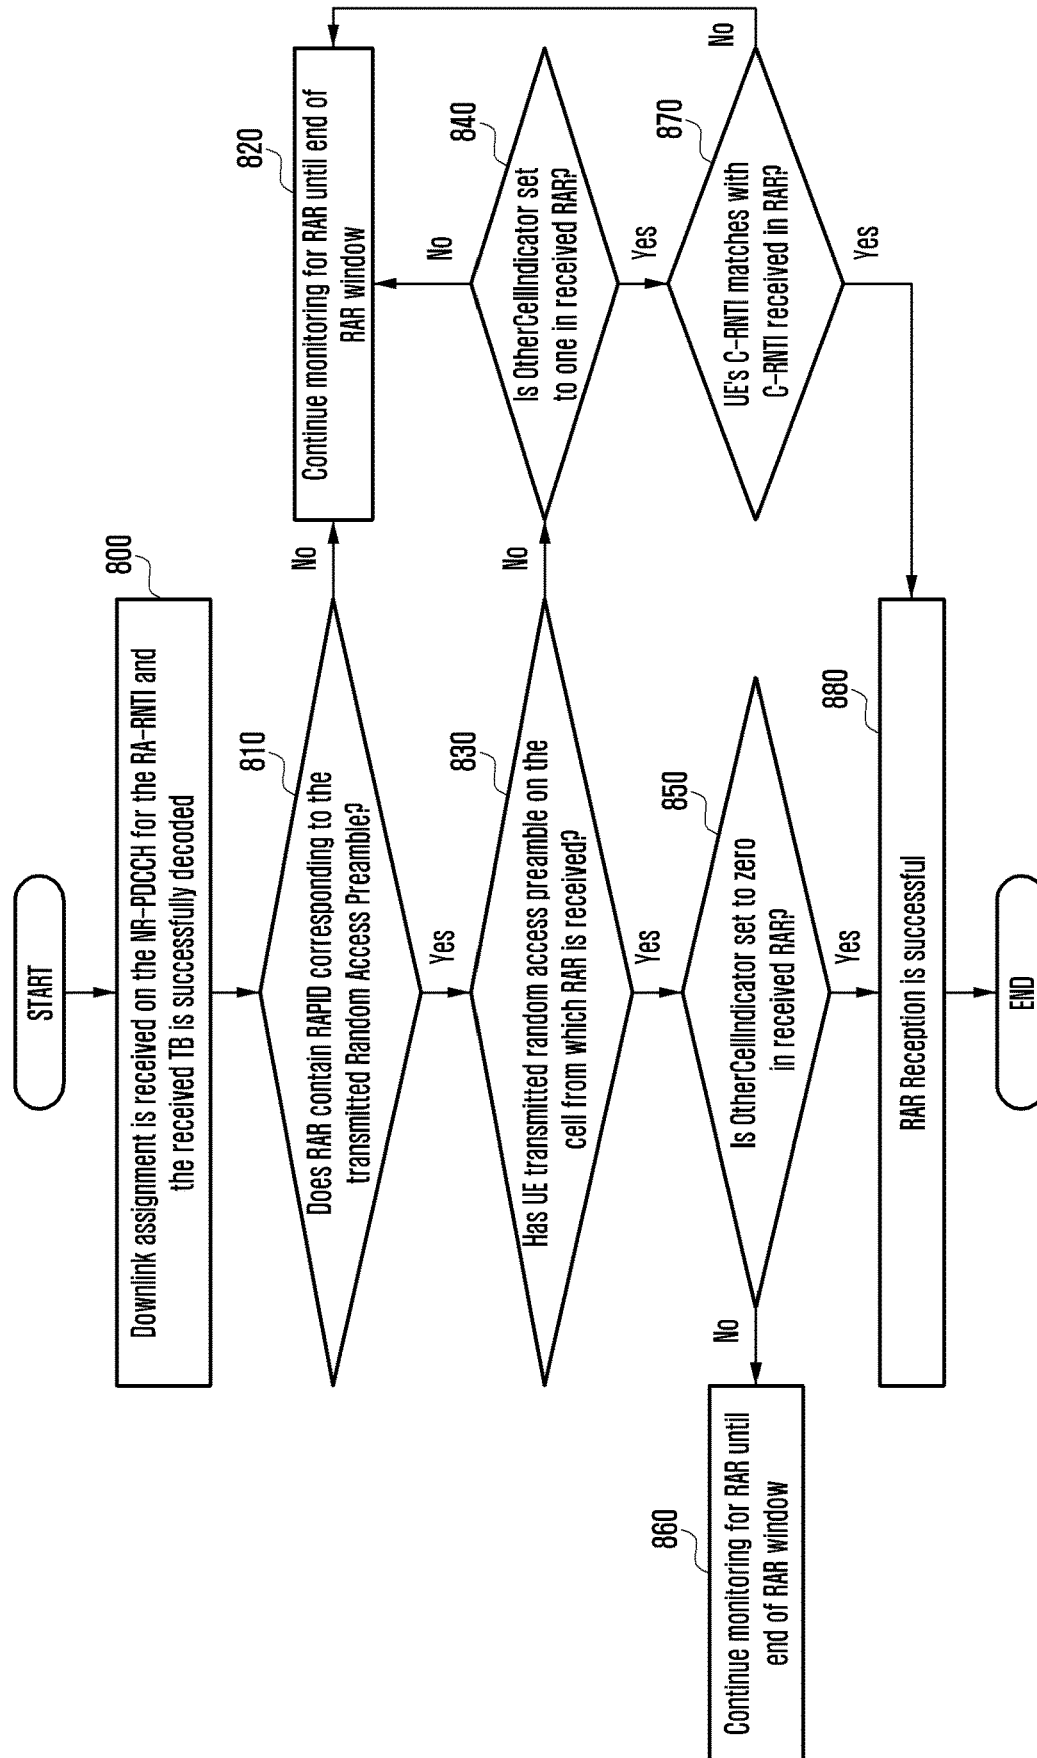 START
800
Downlink assignment is received on the NR-PDCCH for the RA-RNTI and
the received TB is successfully decoded
810
Does RAR contain RAPID corresponding to the
transmitted Random Access Preamble?
No
820
Continue monitoring for RAR until end of
RAR window
Yes
830
Has UE transmitted random access preamble on the
cell from which RAR is received?
No
840
Is OtherCellIndicator set
to one in received RAR?
No
Yes
Yes
850
Is OtherCellIndicator set to zero
in received RAR?
No
860
Continue monitoring for RAR until
end of RAR window
Yes
870
UE's C-RNTI matches with
C-RNTI received in RAR?
No
Yes
880
RAR Reception is successful
END